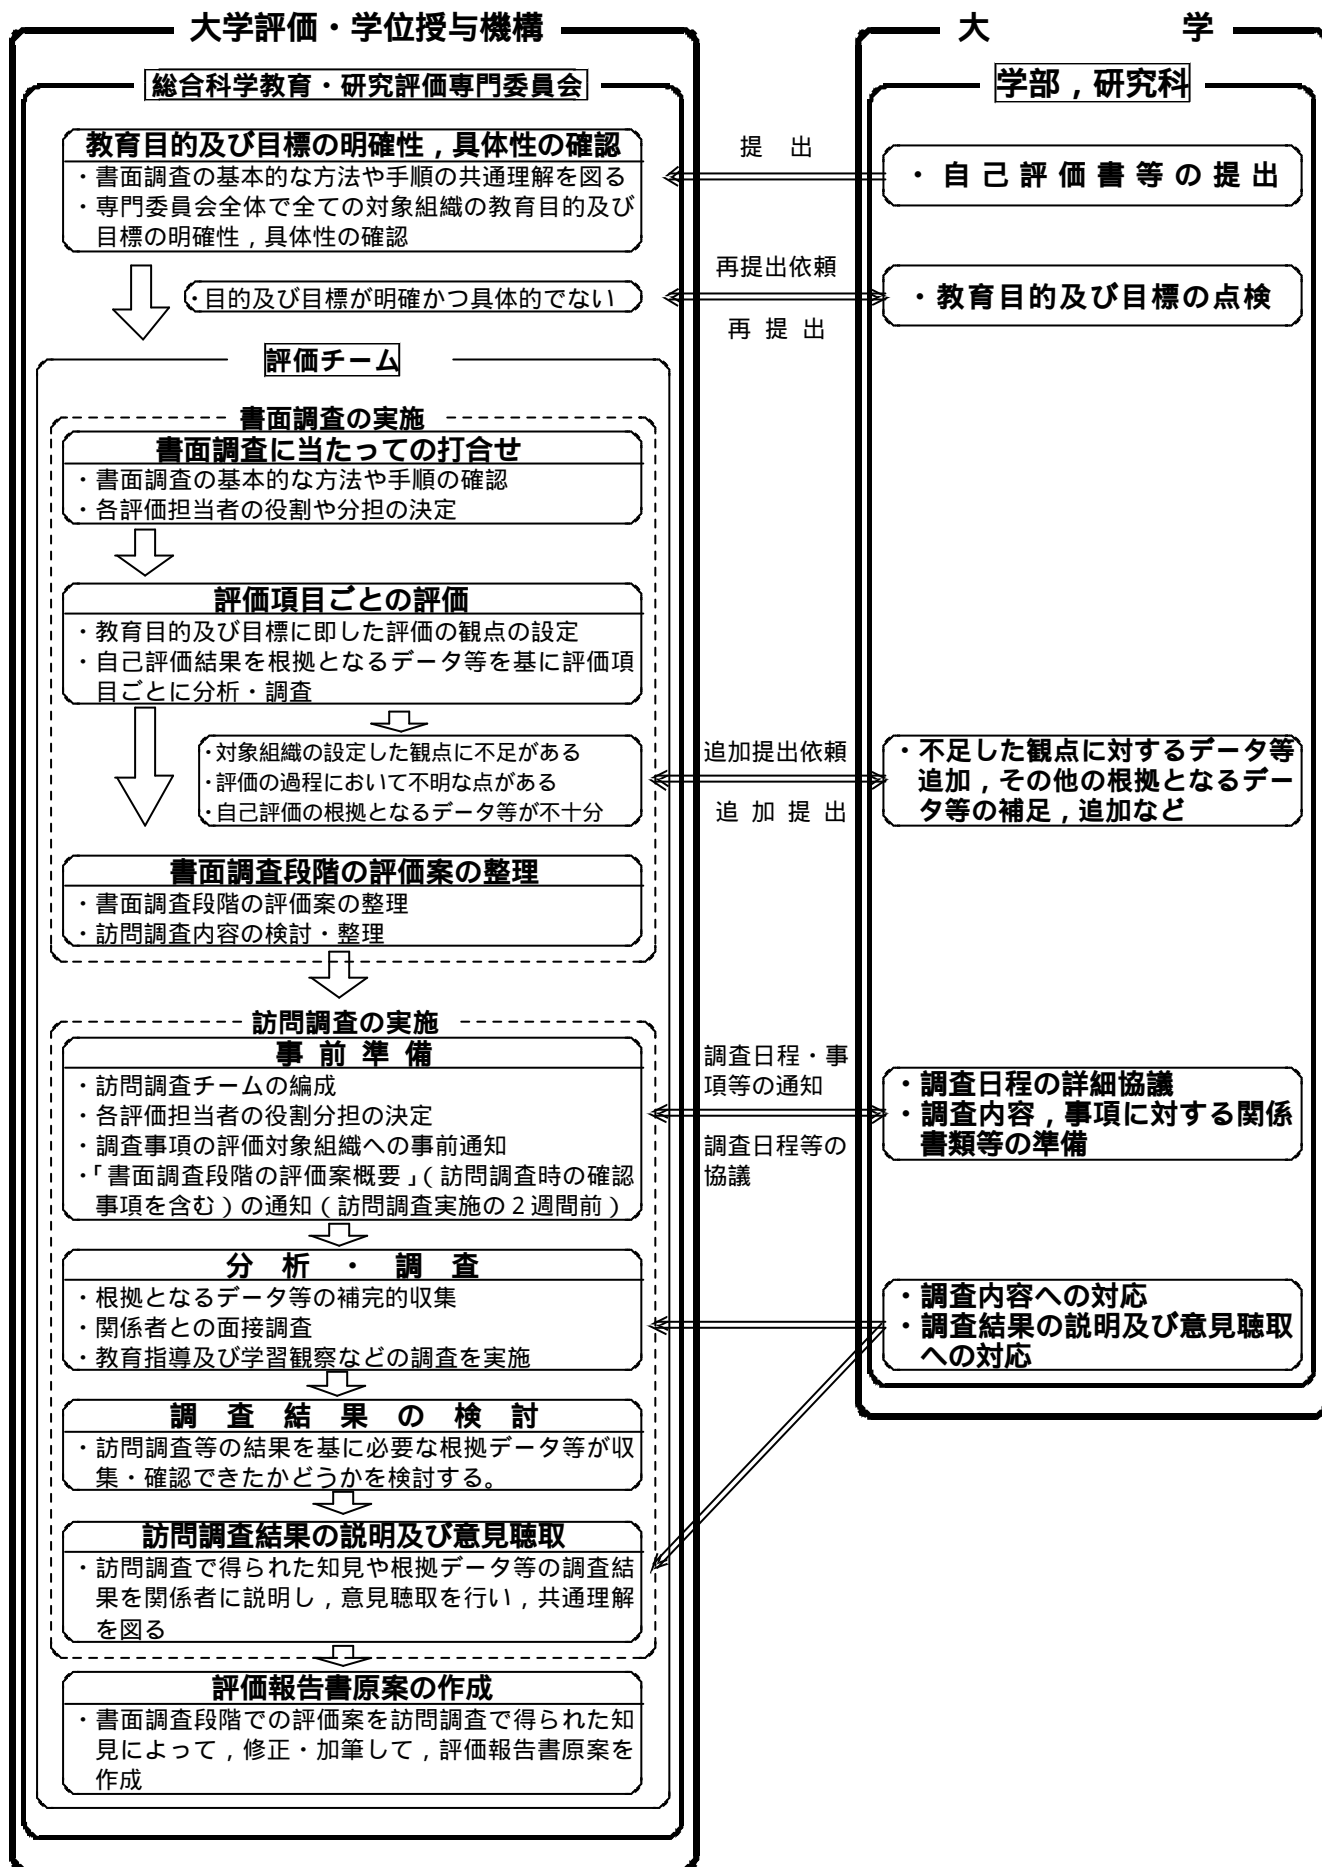 大学評価・学位授与機構
総合科学教育・研究評価専門委員会
教育目的及び目標の明確性，具体性の確認
・書面調査の基本的な方法や手順の共通理解を図る
・専門委員会全体で全ての対象組織の教育目的及び
目標の明確性，具体性の確認
・目的及び目標が明確かつ具体的でない
評価チーム
書面調査の実施
書面調査に当たっての打合せ
・書面調査の基本的な方法や手順の確認
・各評価担当者の役割や分担の決定
評価項目ごとの評価
・教育目的及び目標に即した評価の観点の設定
・自己評価結果を根拠となるデータ等を基に評価項
目ごとに分析・調査
・対象組織の設定した観点に不足がある
・評価の過程において不明な点がある
・自己評価の根拠となるデータ等が不十分
書面調査段階の評価案の整理
・書面調査段階の評価案の整理
・訪問調査内容の検討・整理
訪問調査の実施
事前準備
・訪問調査チームの編成
・各評価担当者の役割分担の決定
・調査事項の評価対象組織への事前通知
・「書面調査段階の評価案概要」（訪問調査時の確認
事項を含む）の通知（訪問調査実施の２週間前）
分析・調査
・根拠となるデータ等の補完的収集
・関係者との面接調査
・教育指導及び学習観察などの調査を実施
調査結果の検討
・訪問調査等の結果を基に必要な根拠データ等が収
集・確認できたかどうかを検討する。
訪問調査結果の説明及び意見聴取
・訪問調査で得られた知見や根拠データ等の調査結
果を関係者に説明し，意見聴取を行い，共通理解
を図る
評価報告書原案の作成
・書面調査段階での評価案を訪問調査で得られた知
見によって，修正・加筆して，評価報告書原案を
作成
提出
再提出依頼
再提出
追加提出依頼
追加提出
調査日程・事
項等の通知
調査日程等の
協議
大学
学部，研究科
・自己評価書等の提出
・教育目的及び目標の点検
・不足した観点に対するデータ等
追加，その他の根拠となるデー
タ等の補足，追加など
・調査日程の詳細協議
・調査内容，事項に対する関係
書類等の準備
・調査内容への対応
・調査結果の説明及び意見聴取
への対応